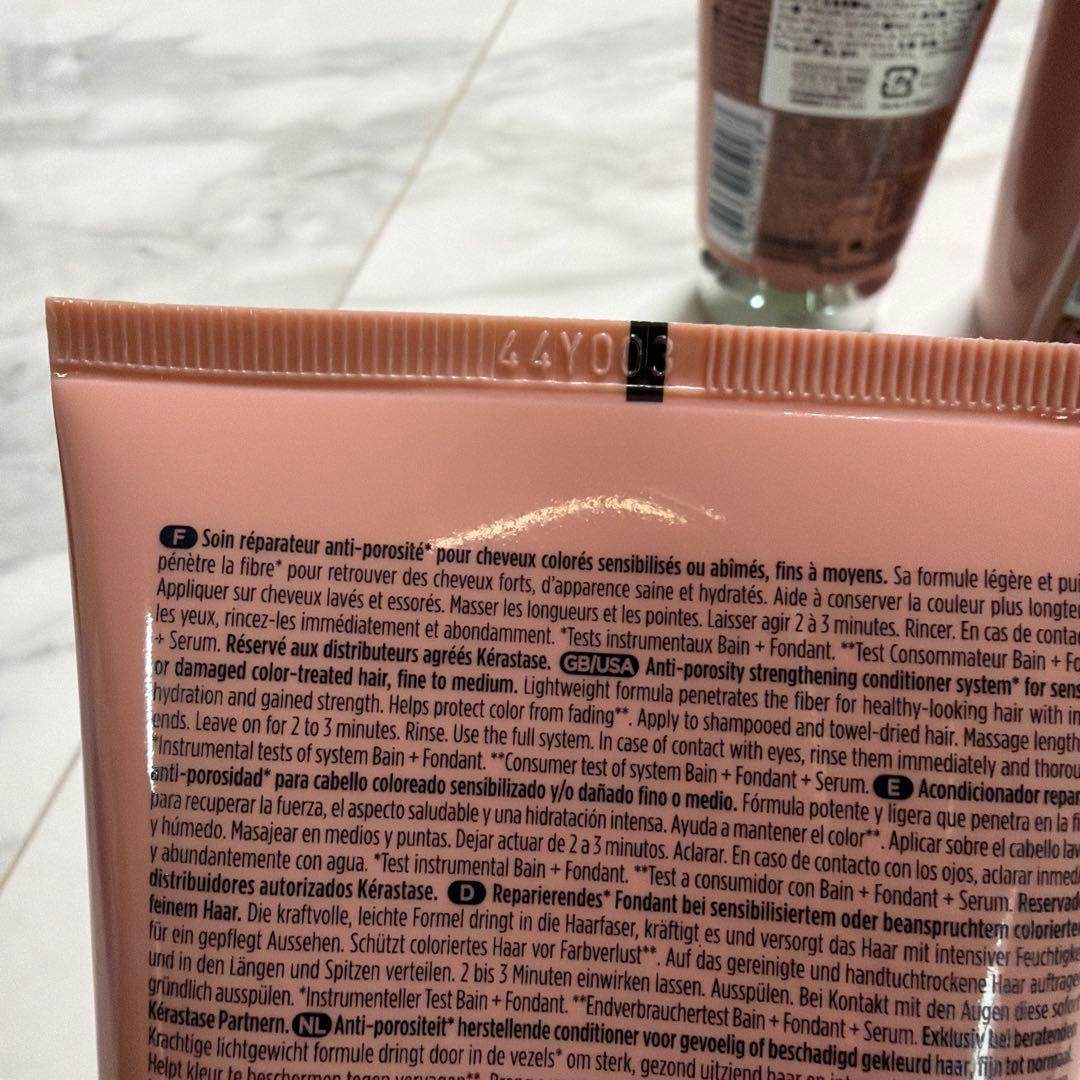 44Y003
F Soin réparateur anti-porosité* pour cheveux colorés sensibilisés ou abîmés, fins à moyens. Sa formule légère et pui
pénètre la fibre* pour retrouver des cheveux forts, d'apparence saine et hydratés. Aide à conserver la couleur plus longte
Appliquer sur cheveux lavés et essorés. Masser les longueurs et les pointes. Laisser agir 2 à 3 minutes. Rincer. En cas de conta
les yeux, rincez-les immédiatement et abondamment. *Tests instrumentaux Bain + Fondant. **Test Consommateur Bain + Fo
+ Serum. Réservé aux distributeurs agréés Kérastase. GB/USA Anti-porosity strengthening conditioner system* for sens
or damaged color-treated hair, fine to medium. Lightweight formula penetrates the fiber for healthy-looking hair with in
hydration and gained strength. Helps protect color from fading**. Apply to shampooed and towel-dried hair. Massage length
ends. Leave on for 2 to 3 minutes. Rinse. Use the full system. In case of contact with eyes, rinse them immediately and thorou
*Instrumental tests of system Bain + Fondant. **Consumer test of system Bain + Fondant + Serum. E Acondicionador repar
anti-porosidad* para cabello coloreado sensibilizado y/o dañado fino o medio. Fórmula potente y ligera que penetra en la fi
para recuperar la fuerza, el aspecto saludable y una hidratación intensa. Ayuda a mantener el color**. Aplicar sobre el cabello lav
y húmedo. Masajear en medios y puntas. Dejar actuar de 2 a 3 minutos. Aclarar. En caso de contacto con los ojos, aclarar inmedi
y abundantemente con agua. *Test instrumental Bain + Fondant. **Test a consumidor con Bain + Fondant + Serum. Reservad
distribuidores autorizados Kérastase. D Reparierendes* Fondant bei sensibilisiertem oder beanspruchtem colorierte
feinem Haar. Die kraftvolle, leichte Formel dringt in die Haarfaser, kräftigt es und versorgt das Haar mit intensiver Feuchtigke
für ein gepflegt Aussehen. Schützt coloriertes Haar vor Farbverlust**. Auf das gereinigte und handtuchtrockene Haar auftrage
und in den Längen und Spitzen verteilen. 2 bis 3 Minuten einwirken lassen. Ausspülen. Bei Kontakt mit den Augen diese sofor
gründlich ausspülen. *Instrumenteller Test Bain + Fondant. **Endverbrauchertest Bain + Fondant + Serum. Exklusiv bei beratenden
Kérastase Partnern. NL Anti-porositeit* herstellende conditioner voor gevoelig of beschadigd gekleurd haar, fijn tot normaal.
Krachtige lichtgewicht formule dringt door in de vezels* om sterk, gezond uitziend haar en
Helpt kleur te beschermen tegen vervagen**.